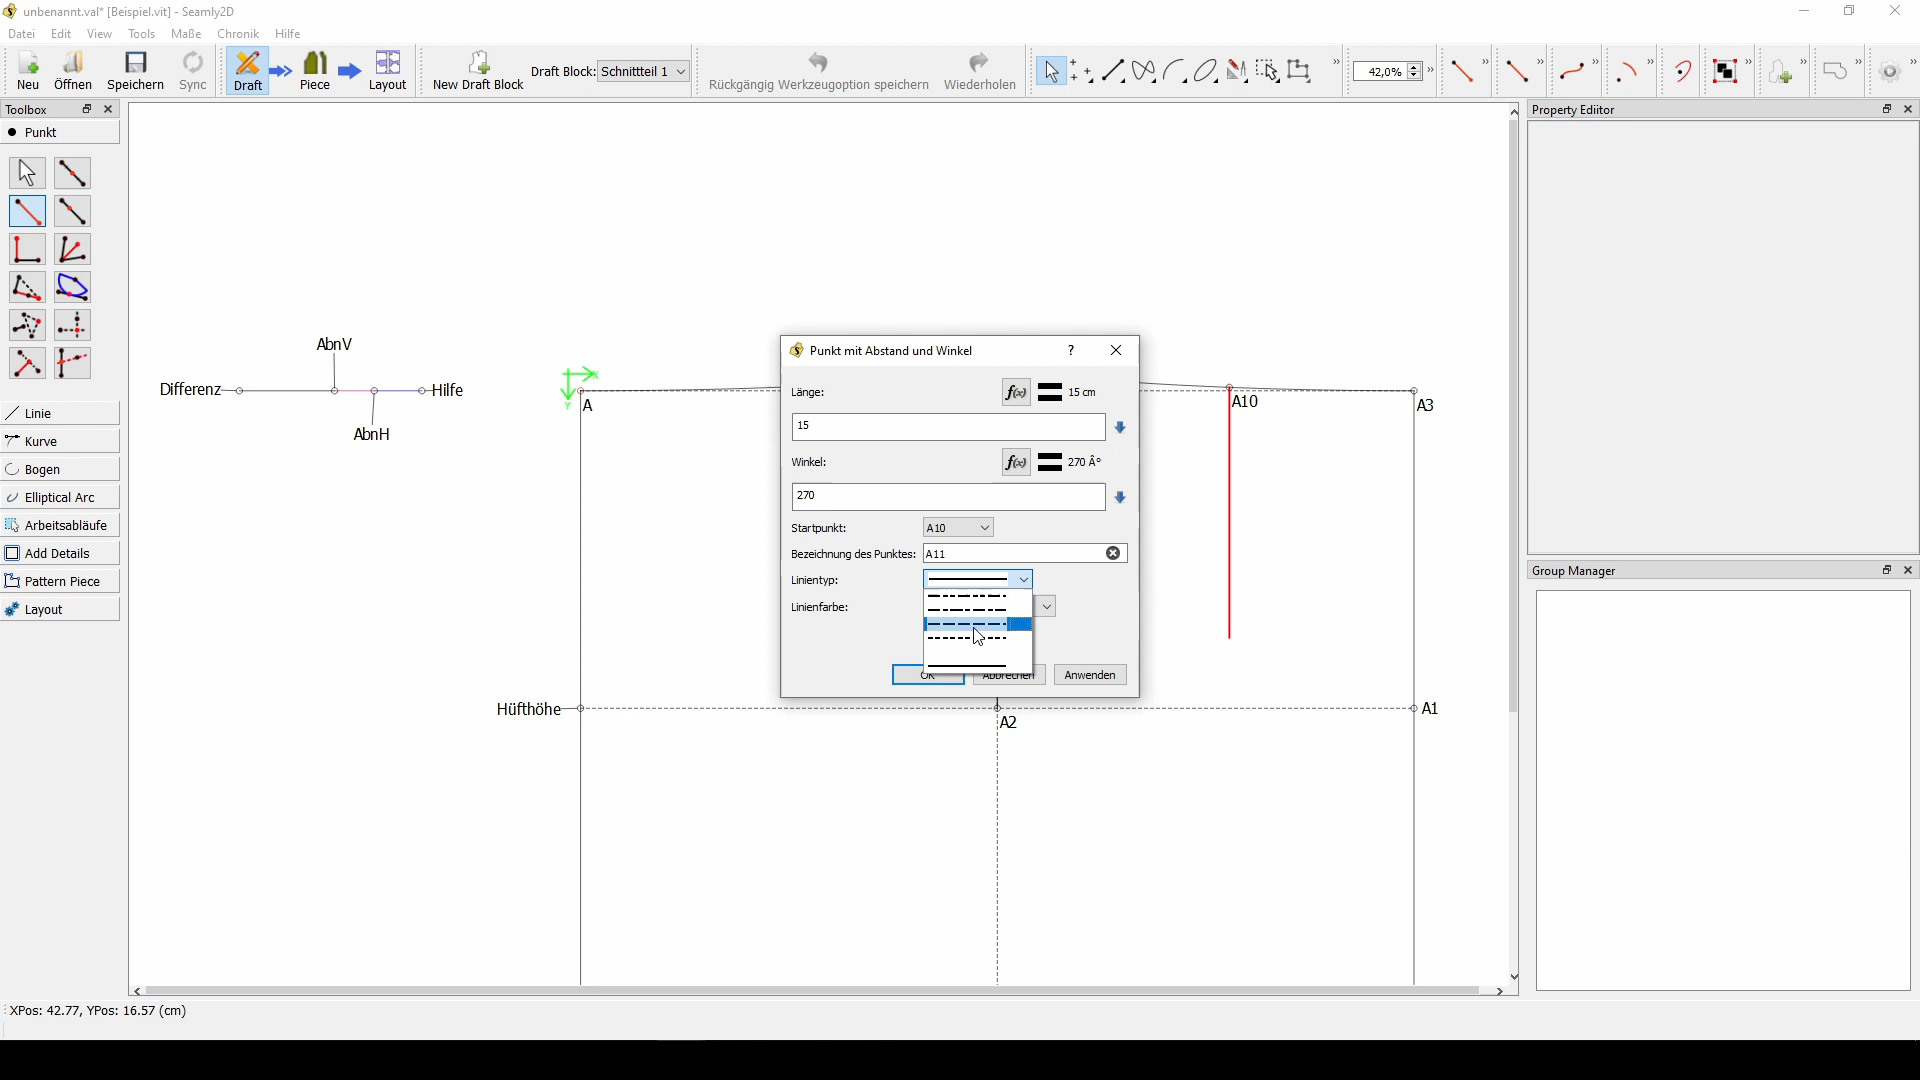 unbenannt.val* [Beispiel.vit] - Seamly2D
Datei Edit View Tools Maße Chronik Hilfe
Neu Öffnen Speichern Sync Draft Piece Layout New Draft Block Draft Block: Schnittteil 1 Rückgängig Werkzeugoption speichern Wiederholen 42,0%
Toolbox
Punkt
Linie
Kurve
Bogen
Elliptical Arc
Arbeitsabläufe
Add Details
Pattern Piece
Layout
AbnV
Differenz
Hilfe
AbnH
X
Y
A
A10
A3
Hüfthöhe
A1
A2
Punkt mit Abstand und Winkel ?
Länge: f(x) 15 cm
15
Winkel: f(x) 270 Â°
270
Startpunkt: A10
Bezeichnung des Punktes: A11
Linientyp:
Linienfarbe:
OK Abbrechen Anwenden
Property Ediitor
Group Manager
XPos: 42.77, YPos: 16.57 (cm)